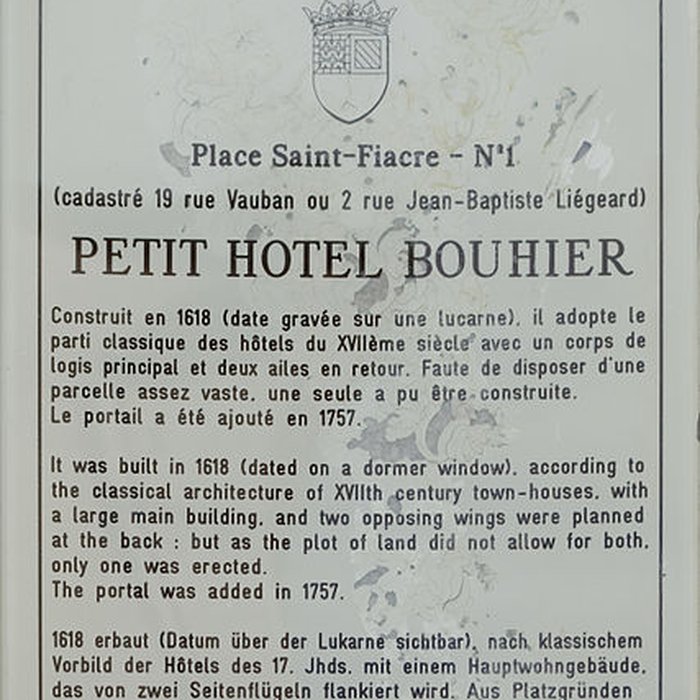 Place Saint-Fiacre - N°1
(cadastré 19 rue Vauban ou 2 rue Jean-Baptiste Liégeard)
PETIT HOTEL BOUHIER
Construit en 1618 (date gravée sur une lucarne), il adopte le
parti classique des hôtels du XVIIème siècle avec un corps de
logis principal et deux ailes en retour. Faute de disposer d'une
parcelle assez vaste, une seule a pu être construite.
Le portail a été ajouté en 1757.
It was built in 1618 (dated on a dormer window), according to
the classical architecture of XVIIth century town-houses, with
a large main building, and two opposing wings were planned
at the back : but as the plot of land did not allow for both,
only one was erected.
The portal was added in 1757.
1618 erbaut (Datum über der Lukarne sichtbar), nach klassischem
Vorbild der Hôtels des 17. Jhds. mit einem Hauptwohngebäude,
das von zwei Seitenflügeln flankiert wird. Aus Platzgründen